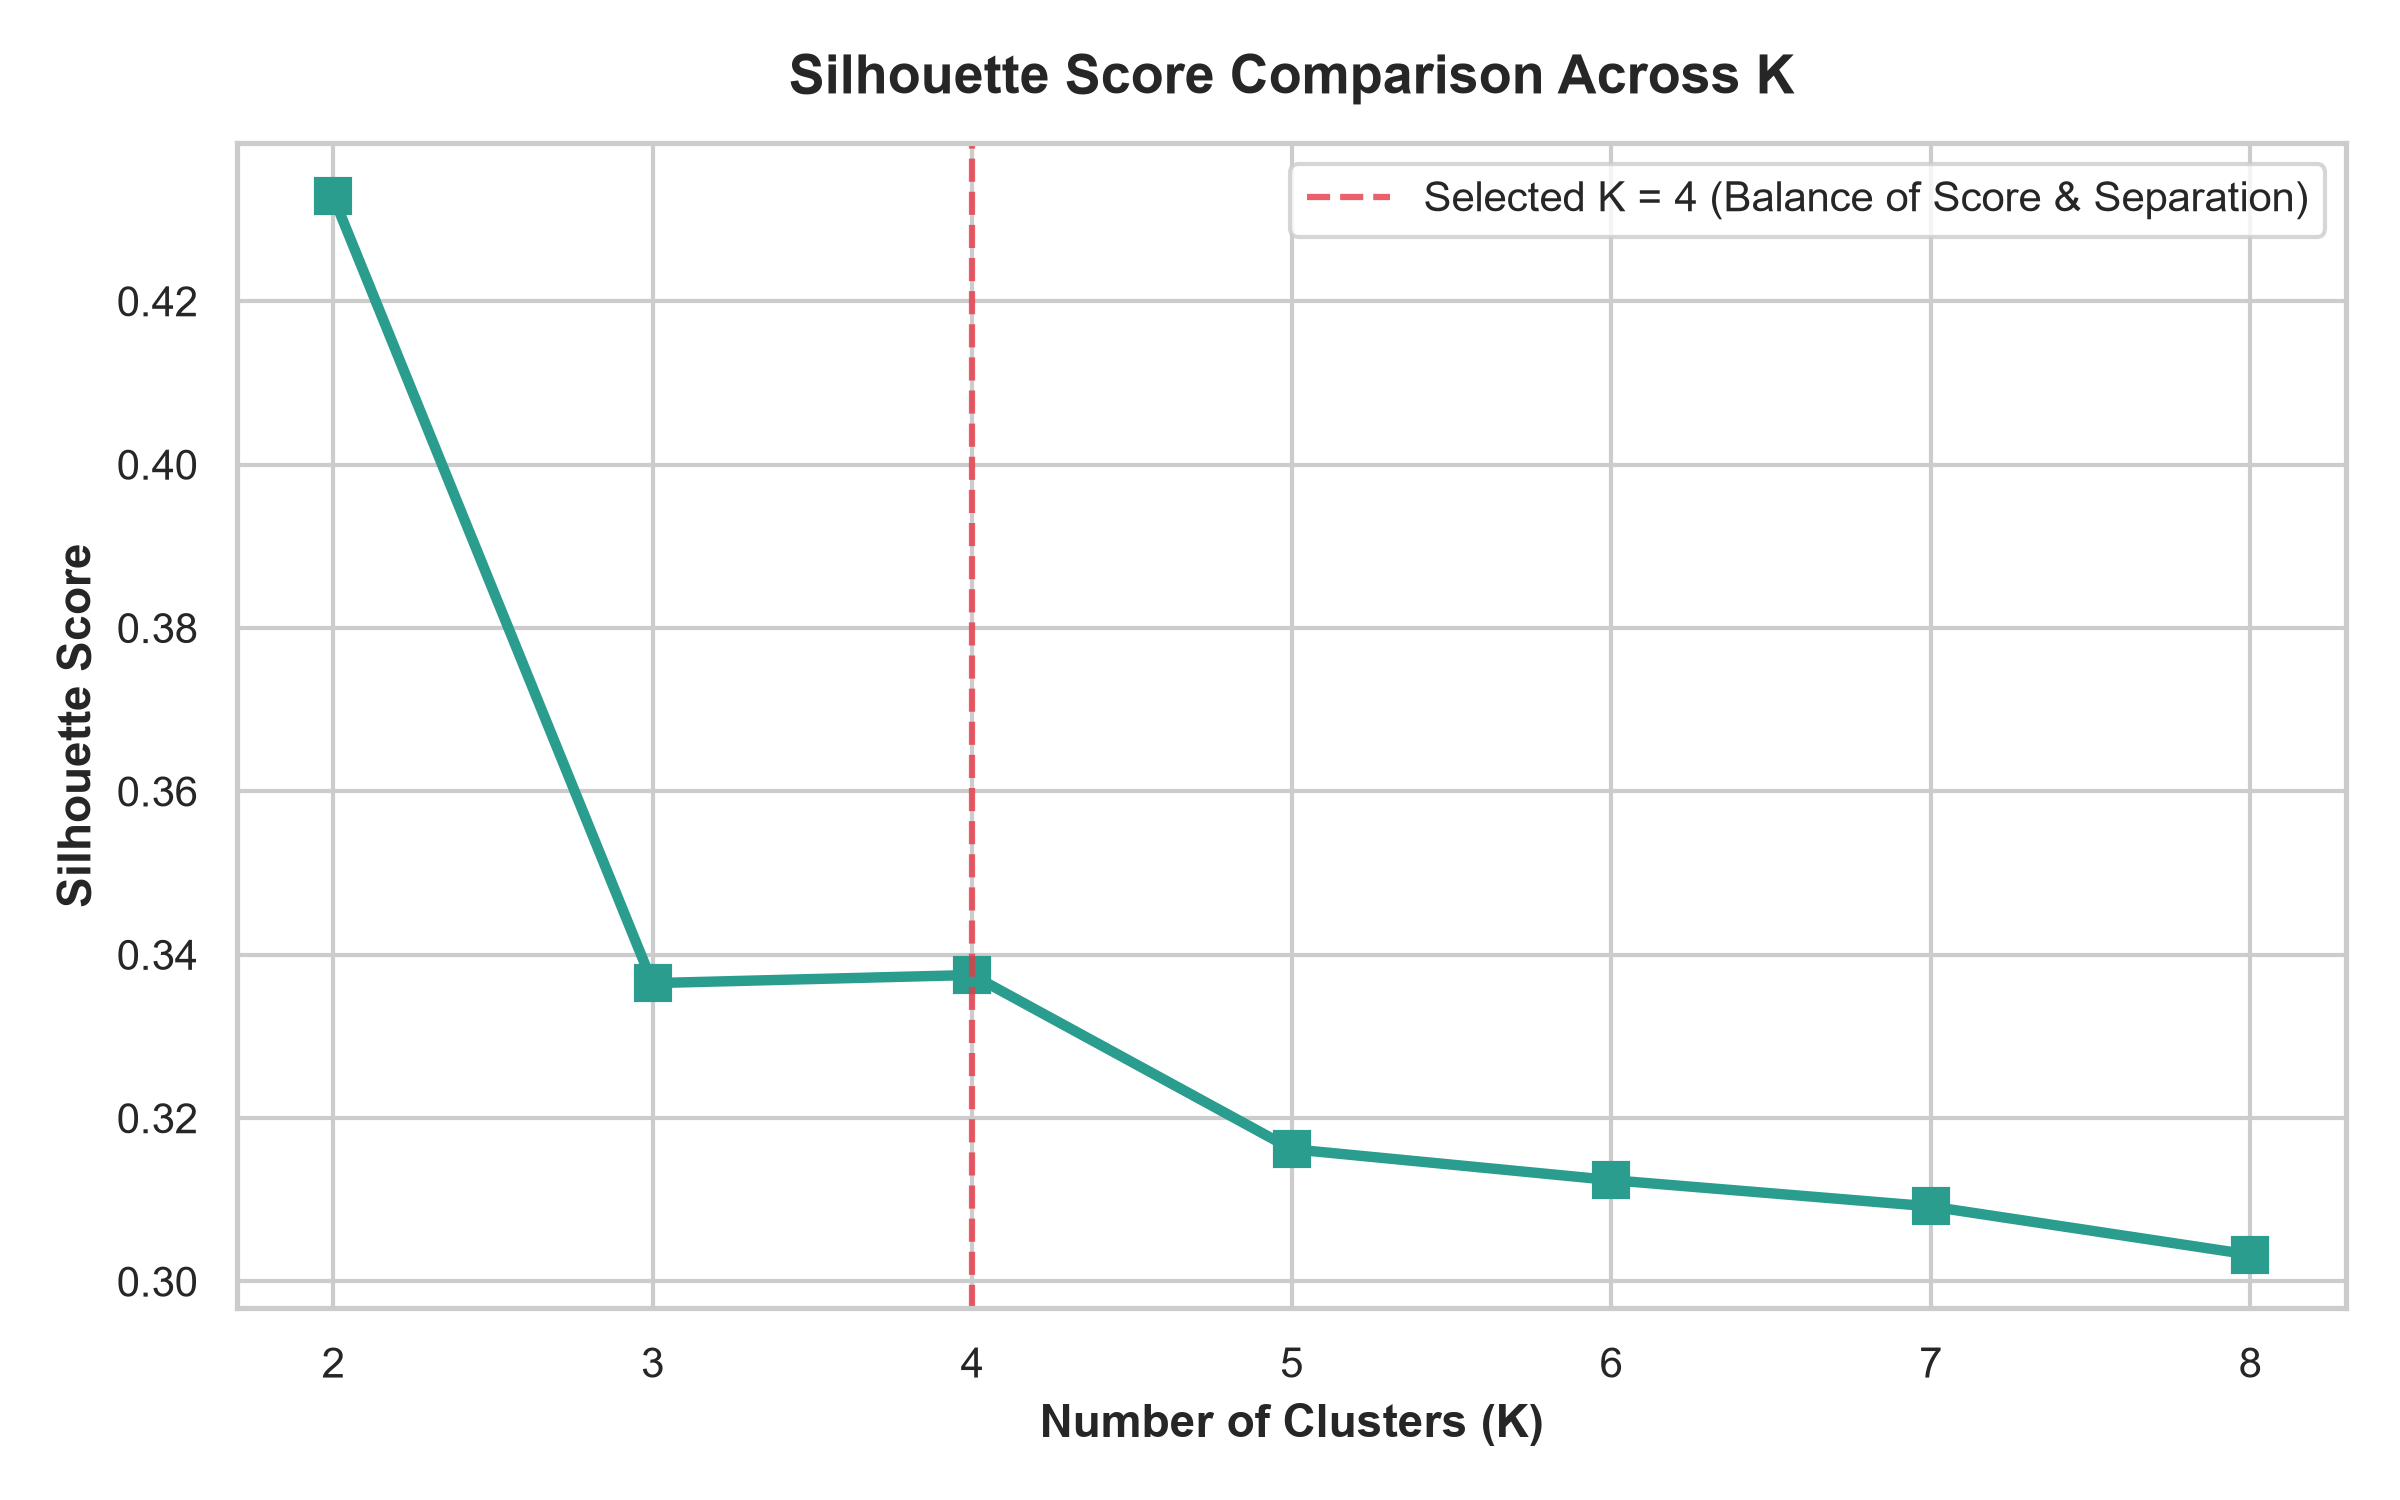 Silhouette Score Comparison Across K
Selected K = 4 (Balance of Score & Separation)
Silhouette Score
0.42
0.40
0.38
0.36
0.34
0.32
0.30
2 3 4 5 6 7 8
Number of Clusters (K)